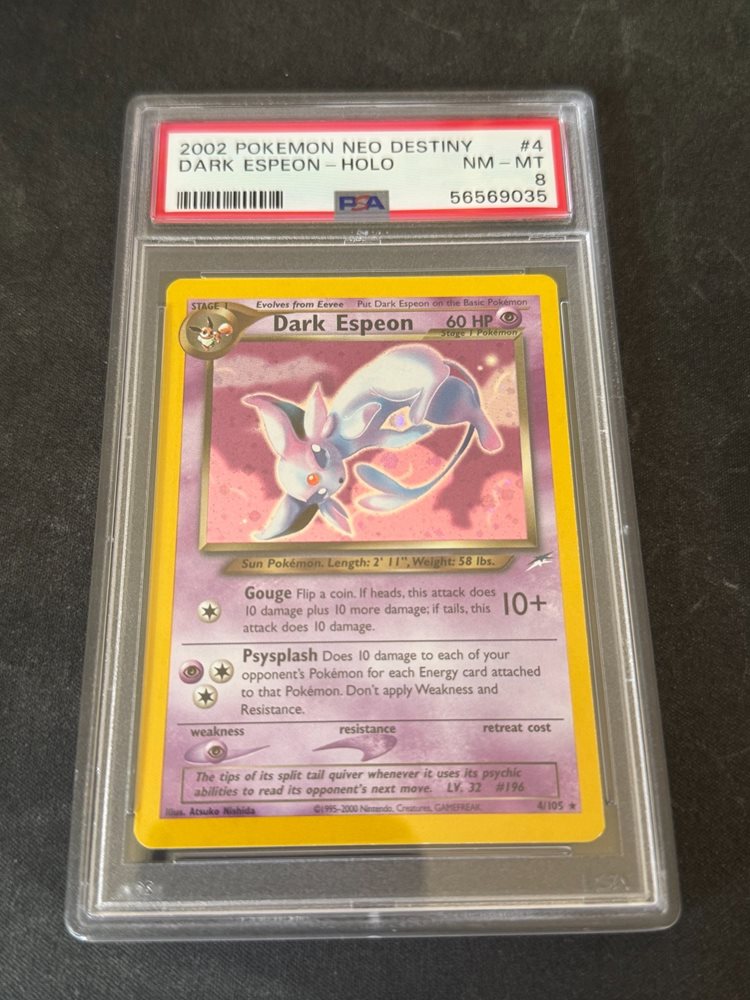 2002 POKEMON NEO DESTINY #4
DARK ESPEON-HOLO NM-MT
8
PSA 56569035
STAGE 1 Evolves from Eevee Put Dark Espeon on the Basic Pokémon
Dark Espeon 60 HP
Stage 1 Pokémon
Sun Pokémon. Length: 2' 11", Weight: 58 lbs.
Gouge Flip a coin. If heads, this attack does
10 damage plus 10 more damage; if tails, this
attack does 10 damage.
10+
Psysplash Does 10 damage to each of your
opponent's Pokémon for each Energy card attached
to that Pokémon. Don't apply Weakness and
Resistance.
weakness resistance retreat cost
The tips of its split tail quiver whenever it uses its psychic
abilities to read its opponent's next move. LV. 32 #196
Illus. Atsuko Nishida ©1995-2000 Nintendo, Creatures, GAMEFREAK. 4/105 ★